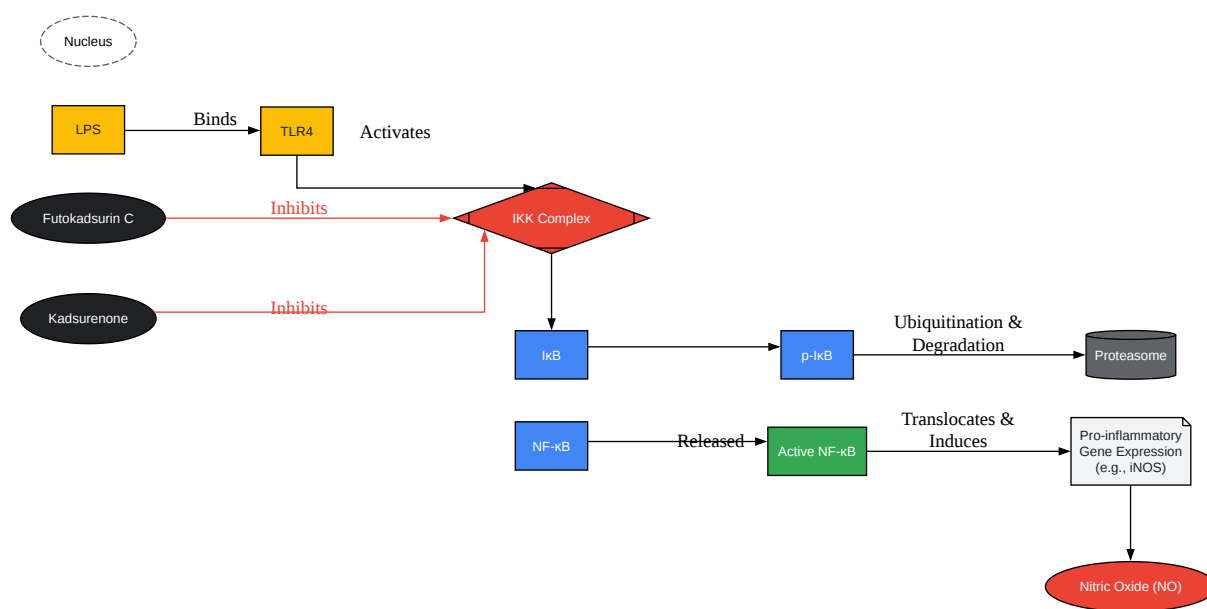 Nucleus
LPS
Binds
TLR4
Activates
Futokadsurin C
Inhibits
IKK Complex
Kadsurenone
Inhibits
IκB
p-IκB
Ubiquitination &
Degradation
Proteasome
NF-κB
Released
Active NF-κB
Translocates &
Induces
Pro-inflammatory
Gene Expression
(e.g., iNOS)
Nitric Oxide (NO)